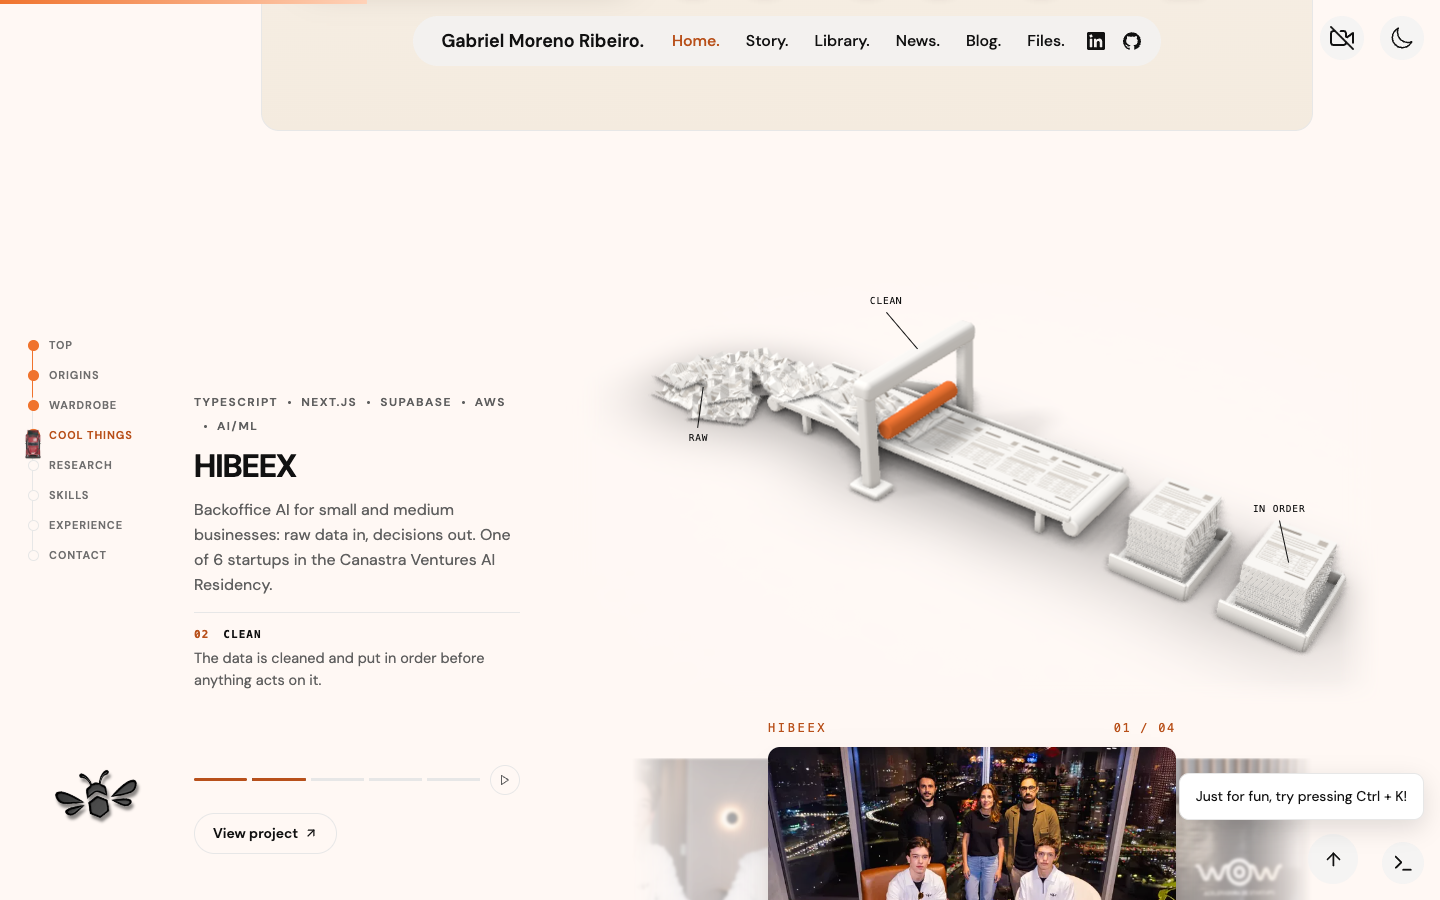 Gabriel Moreno Ribeiro.
Home.
Story.
Library.
News.
Blog.
Files.
TOP
ORIGINS
WARDROBE
COOL THINGS
RESEARCH
SKILLS
EXPERIENCE
CONTACT
TYPESCRIPT • NEXT.JS • SUPABASE • AWS
• AI/ML
HIBEEX
Backoffice AI for small and medium
businesses: raw data in, decisions out. One
of 6 startups in the Canastra Ventures AI
Residency.
02 CLEAN
The data is cleaned and put in order before
anything acts on it.
View project
CLEAN
RAW
IN ORDER
HIBEEX
01 / 04
WOW
Just for fun, try pressing Ctrl + K!